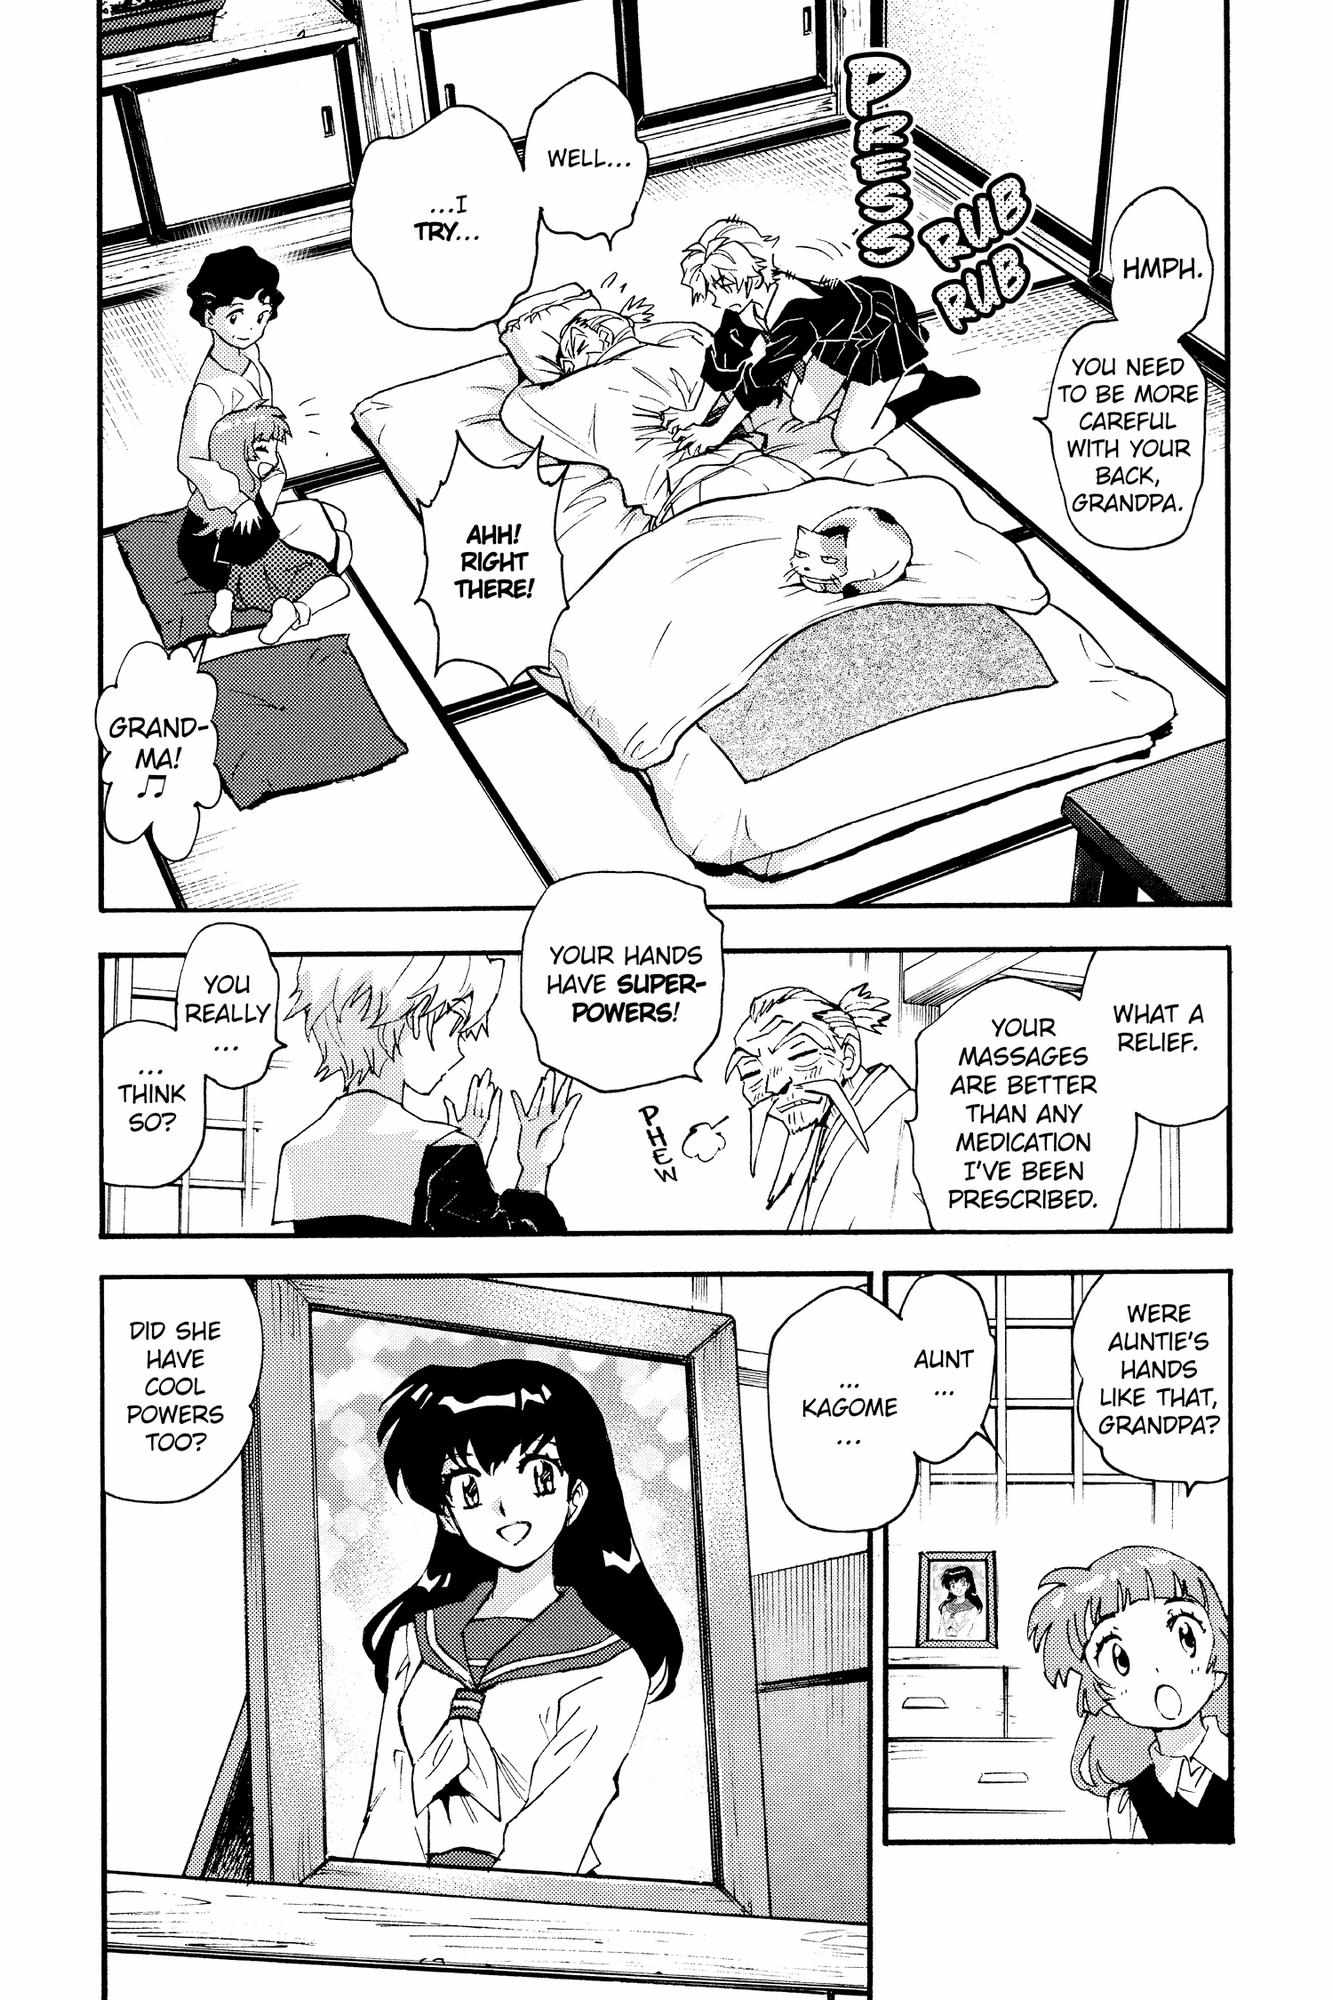 HMPH.
YOU NEED
TO BE MORE
CAREFUL
WITH YOUR
BACK,
GRANDPA.
PRESS
RUB
RUB
WELL...
...I
TRY...
AHH!
RIGHT
THERE!
GRAND-
MA!
♫
WHAT A
RELIEF.
YOUR
MASSAGES
ARE BETTER
THAN ANY
MEDICATION
I'VE BEEN
PRESCRIBED.
PHEW
YOUR HANDS
HAVE SUPER-
POWERS!
YOU
REALLY
...
...
THINK
SO?
WERE
AUNTIE'S
HANDS
LIKE THAT,
GRANDPA?
AUNT
...
...
KAGOME
...
DID SHE
HAVE
COOL
POWERS
TOO?